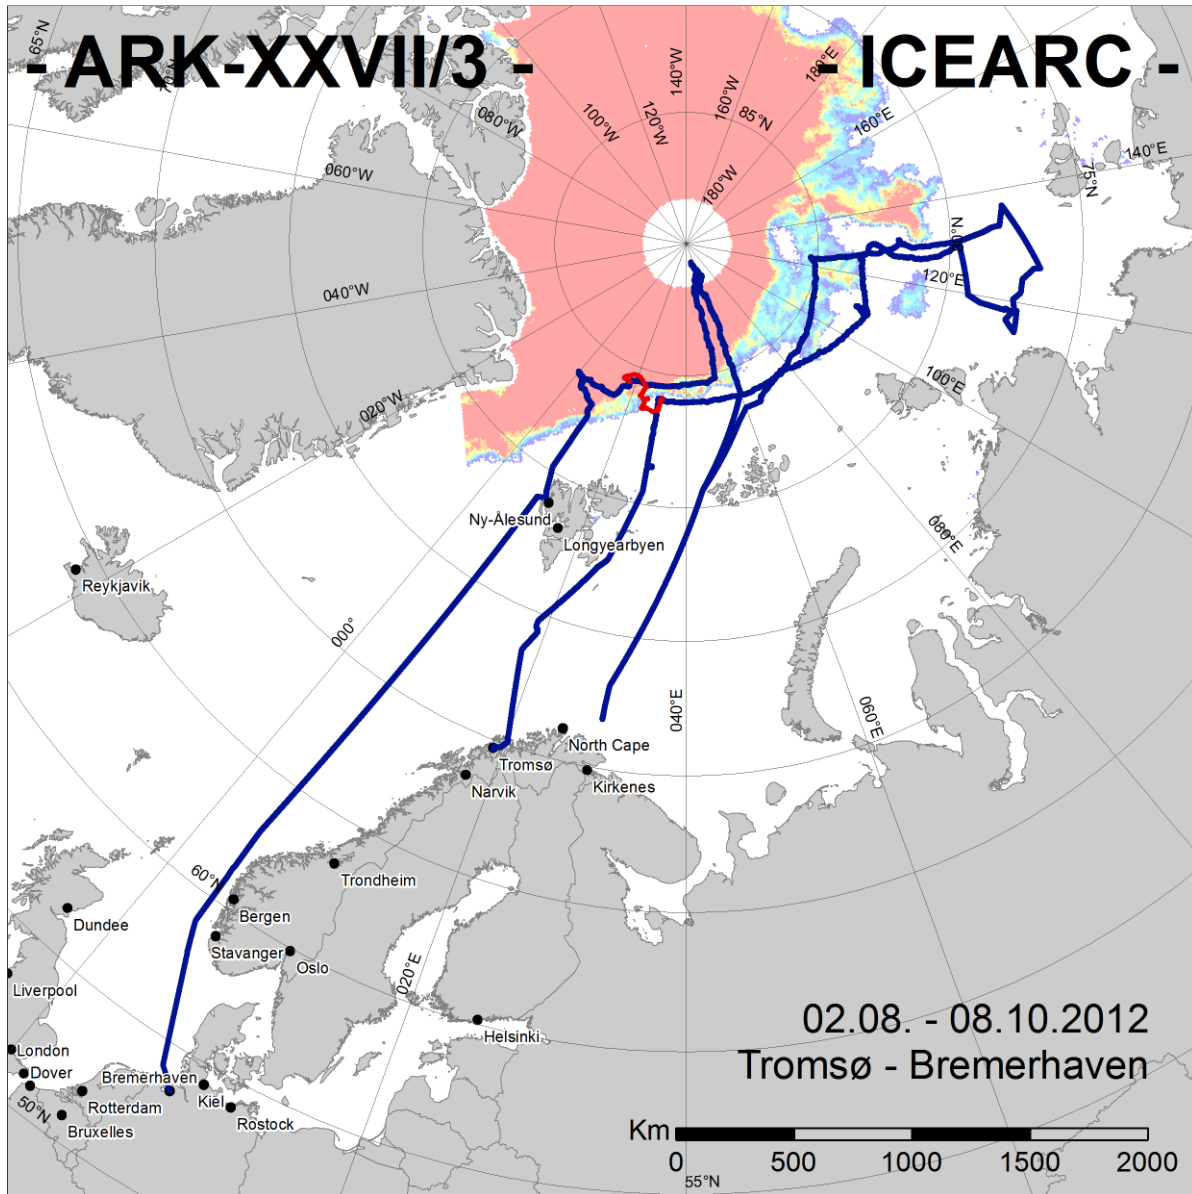 - ARK-XXVII/3 -
- ICEARC -
65°N
70°N
080°W
100°W
120°W
140°W
160°W
85°N
180°E
160°E
140°E
75°N
060°W
180°W
80°N
040°W
120°E
100°E
020°W
Ny-Ålesund
Longyearbyen
080°E
Reykjavik
000°
040°E
060°E
North Cape
Tromsø
Narvik
Kirkenes
60°N
Trondheim
Bergen
Dundee
Stavanger
Oslo
020°E
Liverpool
Helsinki
02.08. - 08.10.2012
Tromsø - Bremerhaven
London
Dover
Bremerhaven
Kiel
Rotterdam
Rostock
50°N
Bruxelles
Km
0 500 1000 1500 2000
55°N